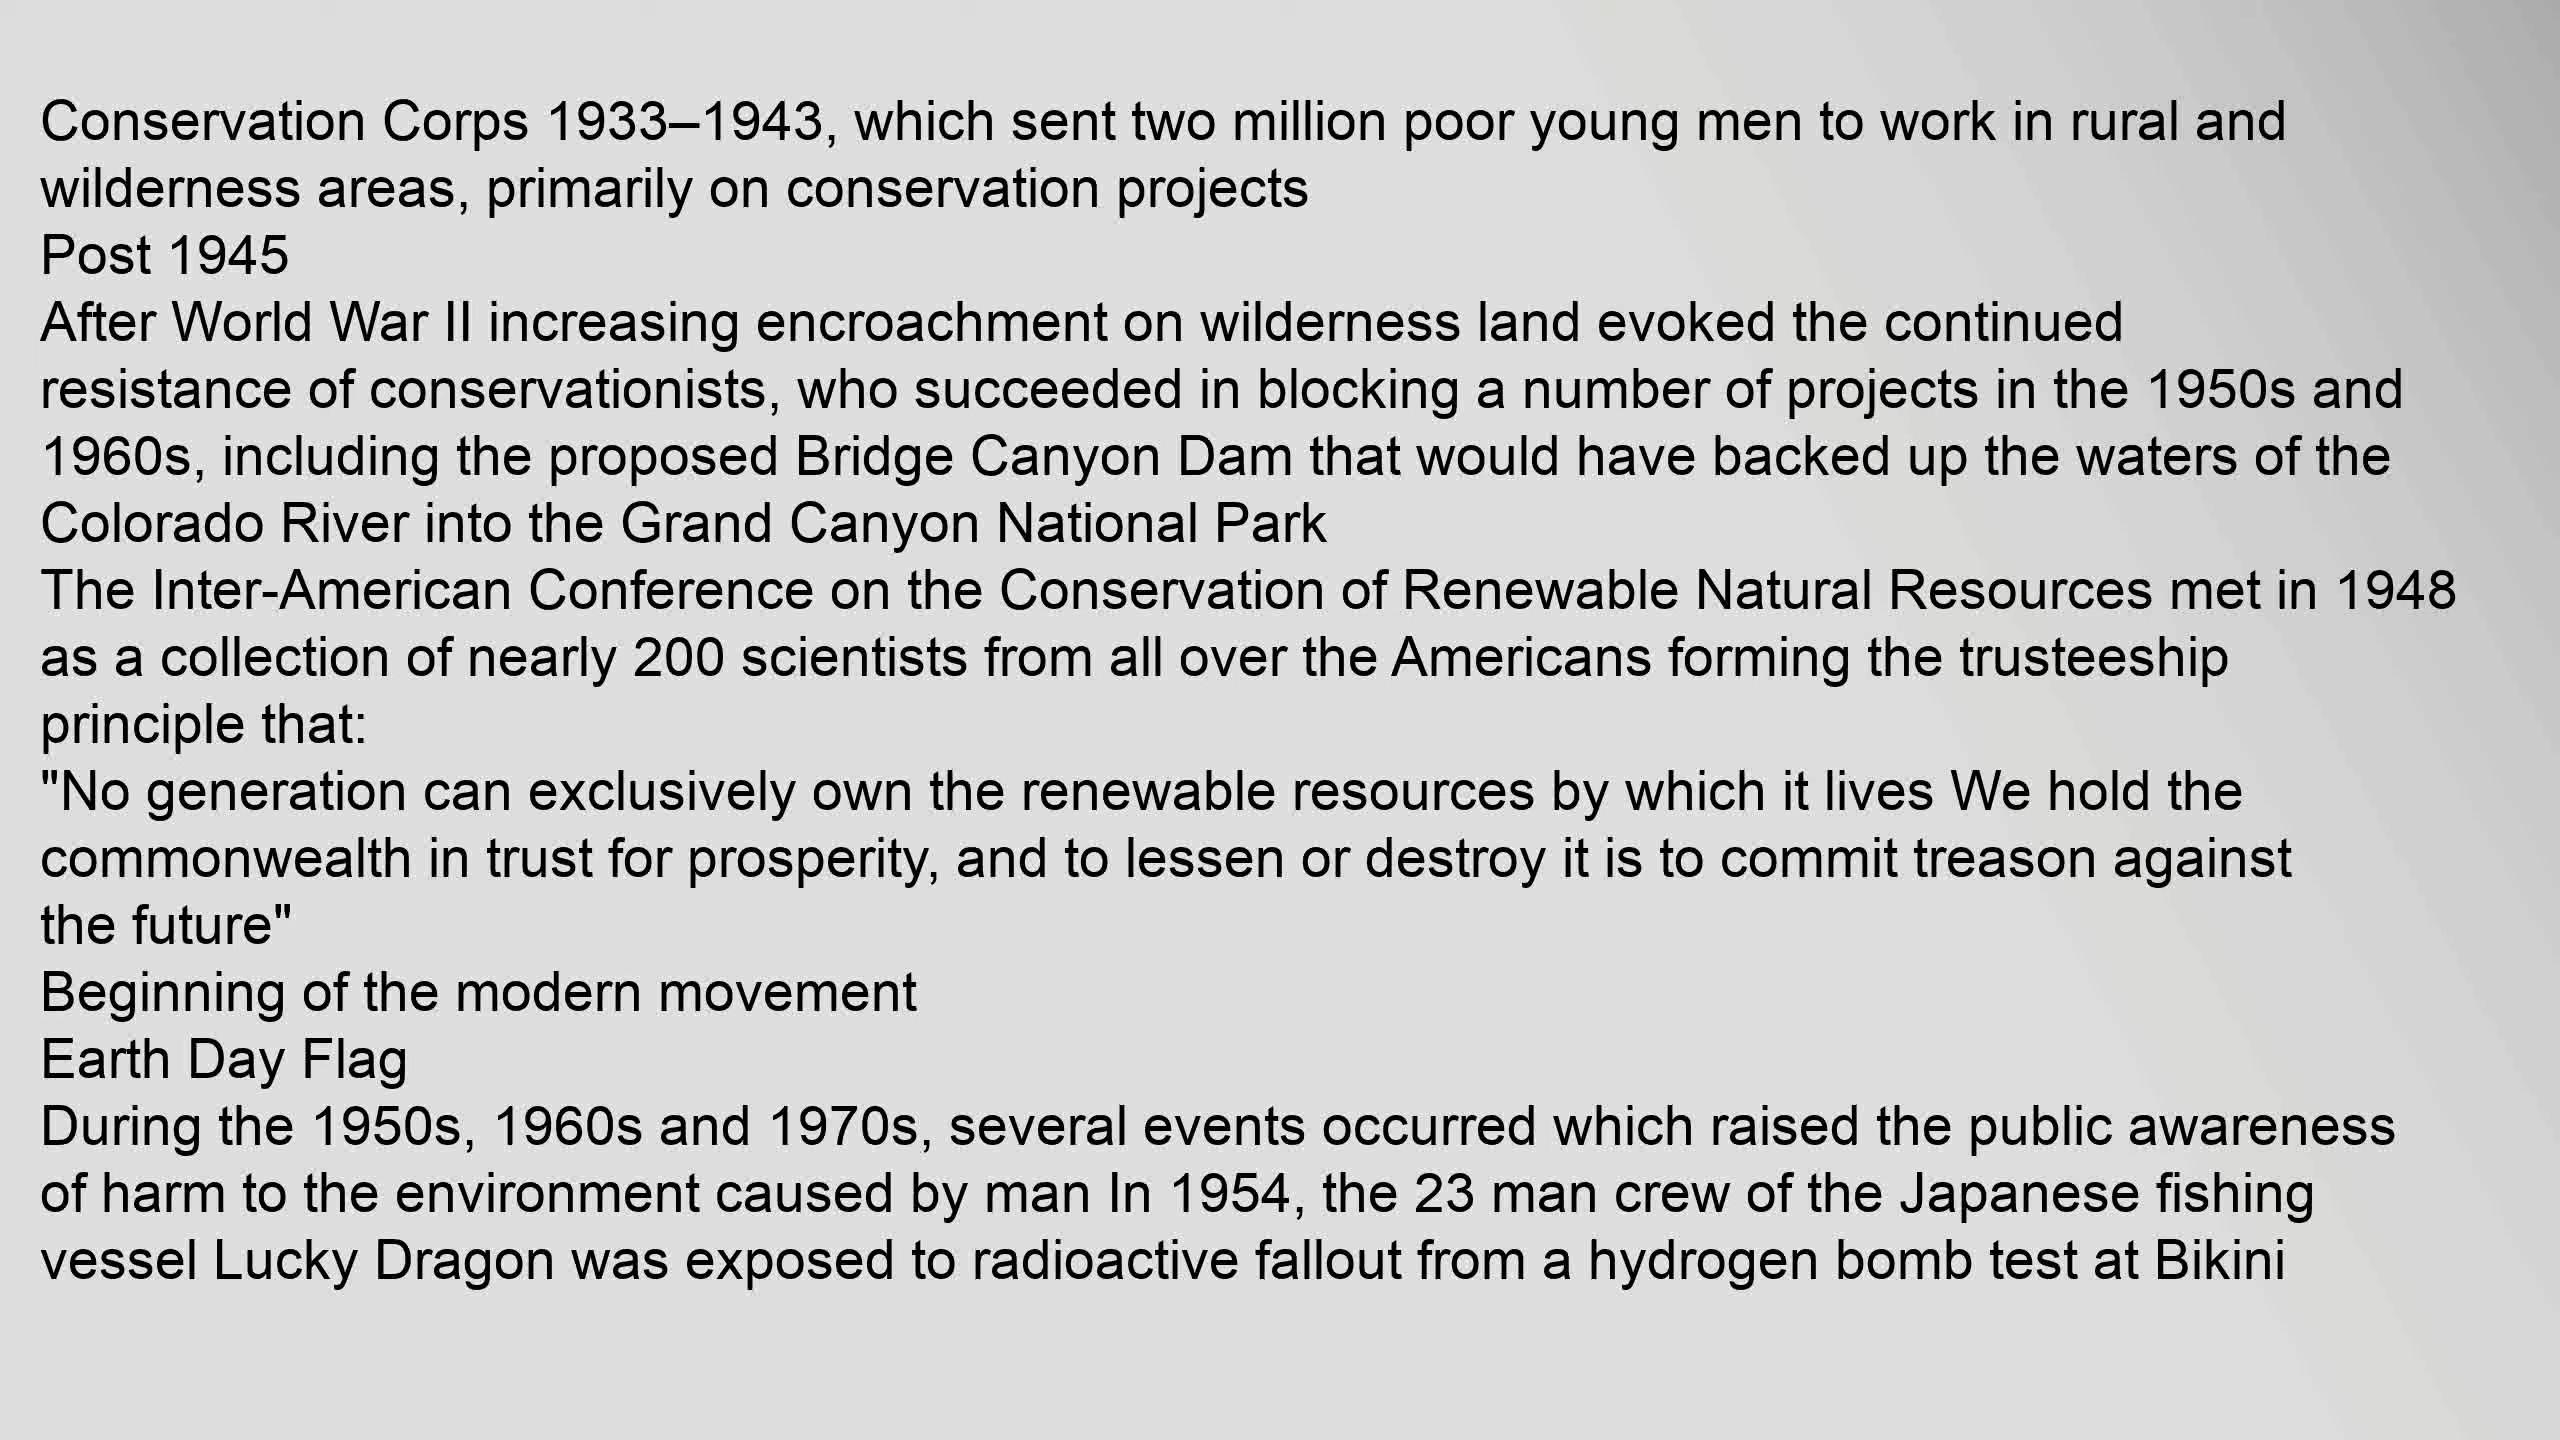 Conservation Corps 1933–1943, which sent two million poor young men to work in rural and
wilderness areas, primarily on conservation projects
Post 1945
After World War II increasing encroachment on wilderness land evoked the continued
resistance of conservationists, who succeeded in blocking a number of projects in the 1950s and
1960s, including the proposed Bridge Canyon Dam that would have backed up the waters of the
Colorado River into the Grand Canyon National Park
The Inter-American Conference on the Conservation of Renewable Natural Resources met in 1948
as a collection of nearly 200 scientists from all over the Americans forming the trusteeship
principle that:
"No generation can exclusively own the renewable resources by which it lives We hold the
commonwealth in trust for prosperity, and to lessen or destroy it is to commit treason against
the future"
Beginning of the modern movement
Earth Day Flag
During the 1950s, 1960s and 1970s, several events occurred which raised the public awareness
of harm to the environment caused by man In 1954, the 23 man crew of the Japanese fishing
vessel Lucky Dragon was exposed to radioactive fallout from a hydrogen bomb test at Bikini